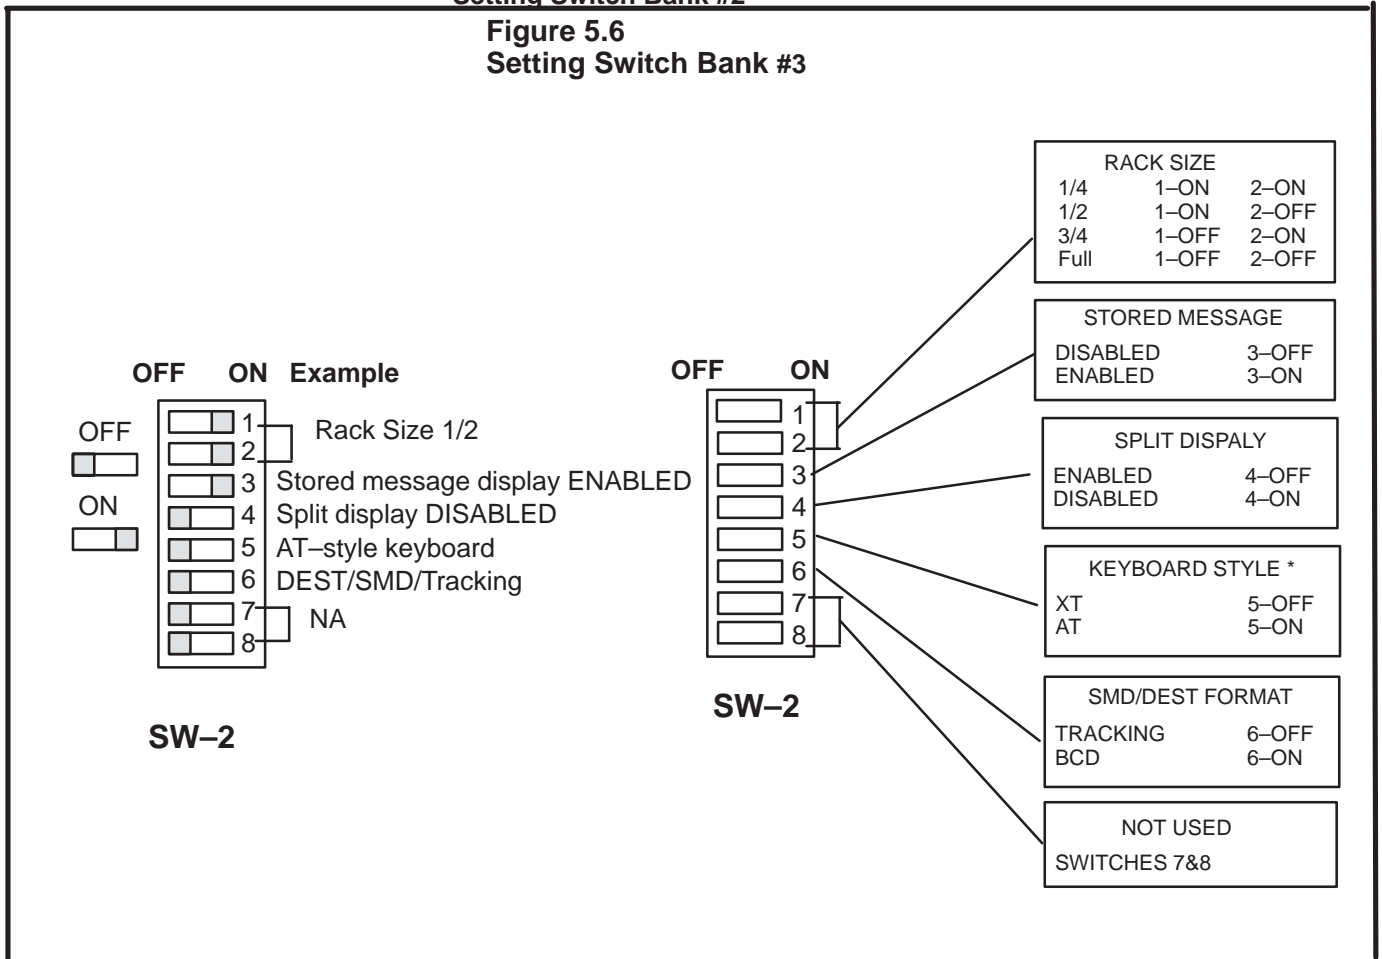 Setting Switch Bank #2
Figure 5.6
Setting Switch Bank #3
OFF ON Example
OFF
ON
1
2
3
4
5
6
7
8
Rack Size 1/2
Stored message display ENABLED
Split display DISABLED
AT–style keyboard
DEST/SMD/Tracking
NA
SW–2
OFF ON
1
2
3
4
5
6
7
8
SW–2
RACK SIZE
1/4 1–ON 2–ON
1/2 1–ON 2–OFF
3/4 1–OFF 2–ON
Full 1–OFF 2–OFF
STORED MESSAGE
DISABLED 3–OFF
ENABLED 3–ON
SPLIT DISPALY
ENABLED 4–OFF
DISABLED 4–ON
KEYBOARD STYLE *
XT 5–OFF
AT 5–ON
SMD/DEST FORMAT
TRACKING 6–OFF
BCD 6–ON
NOT USED
SWITCHES 7&8